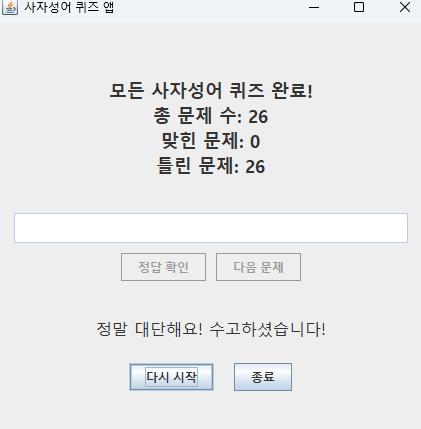 사자성어 퀴즈 앱
모든 사자성어 퀴즈 완료!
총 문제 수: 26
맞힌 문제: 0
틀린 문제: 26
정답 확인 다음 문제
정말 대단해요! 수고하셨습니다!
다시 시작 종료